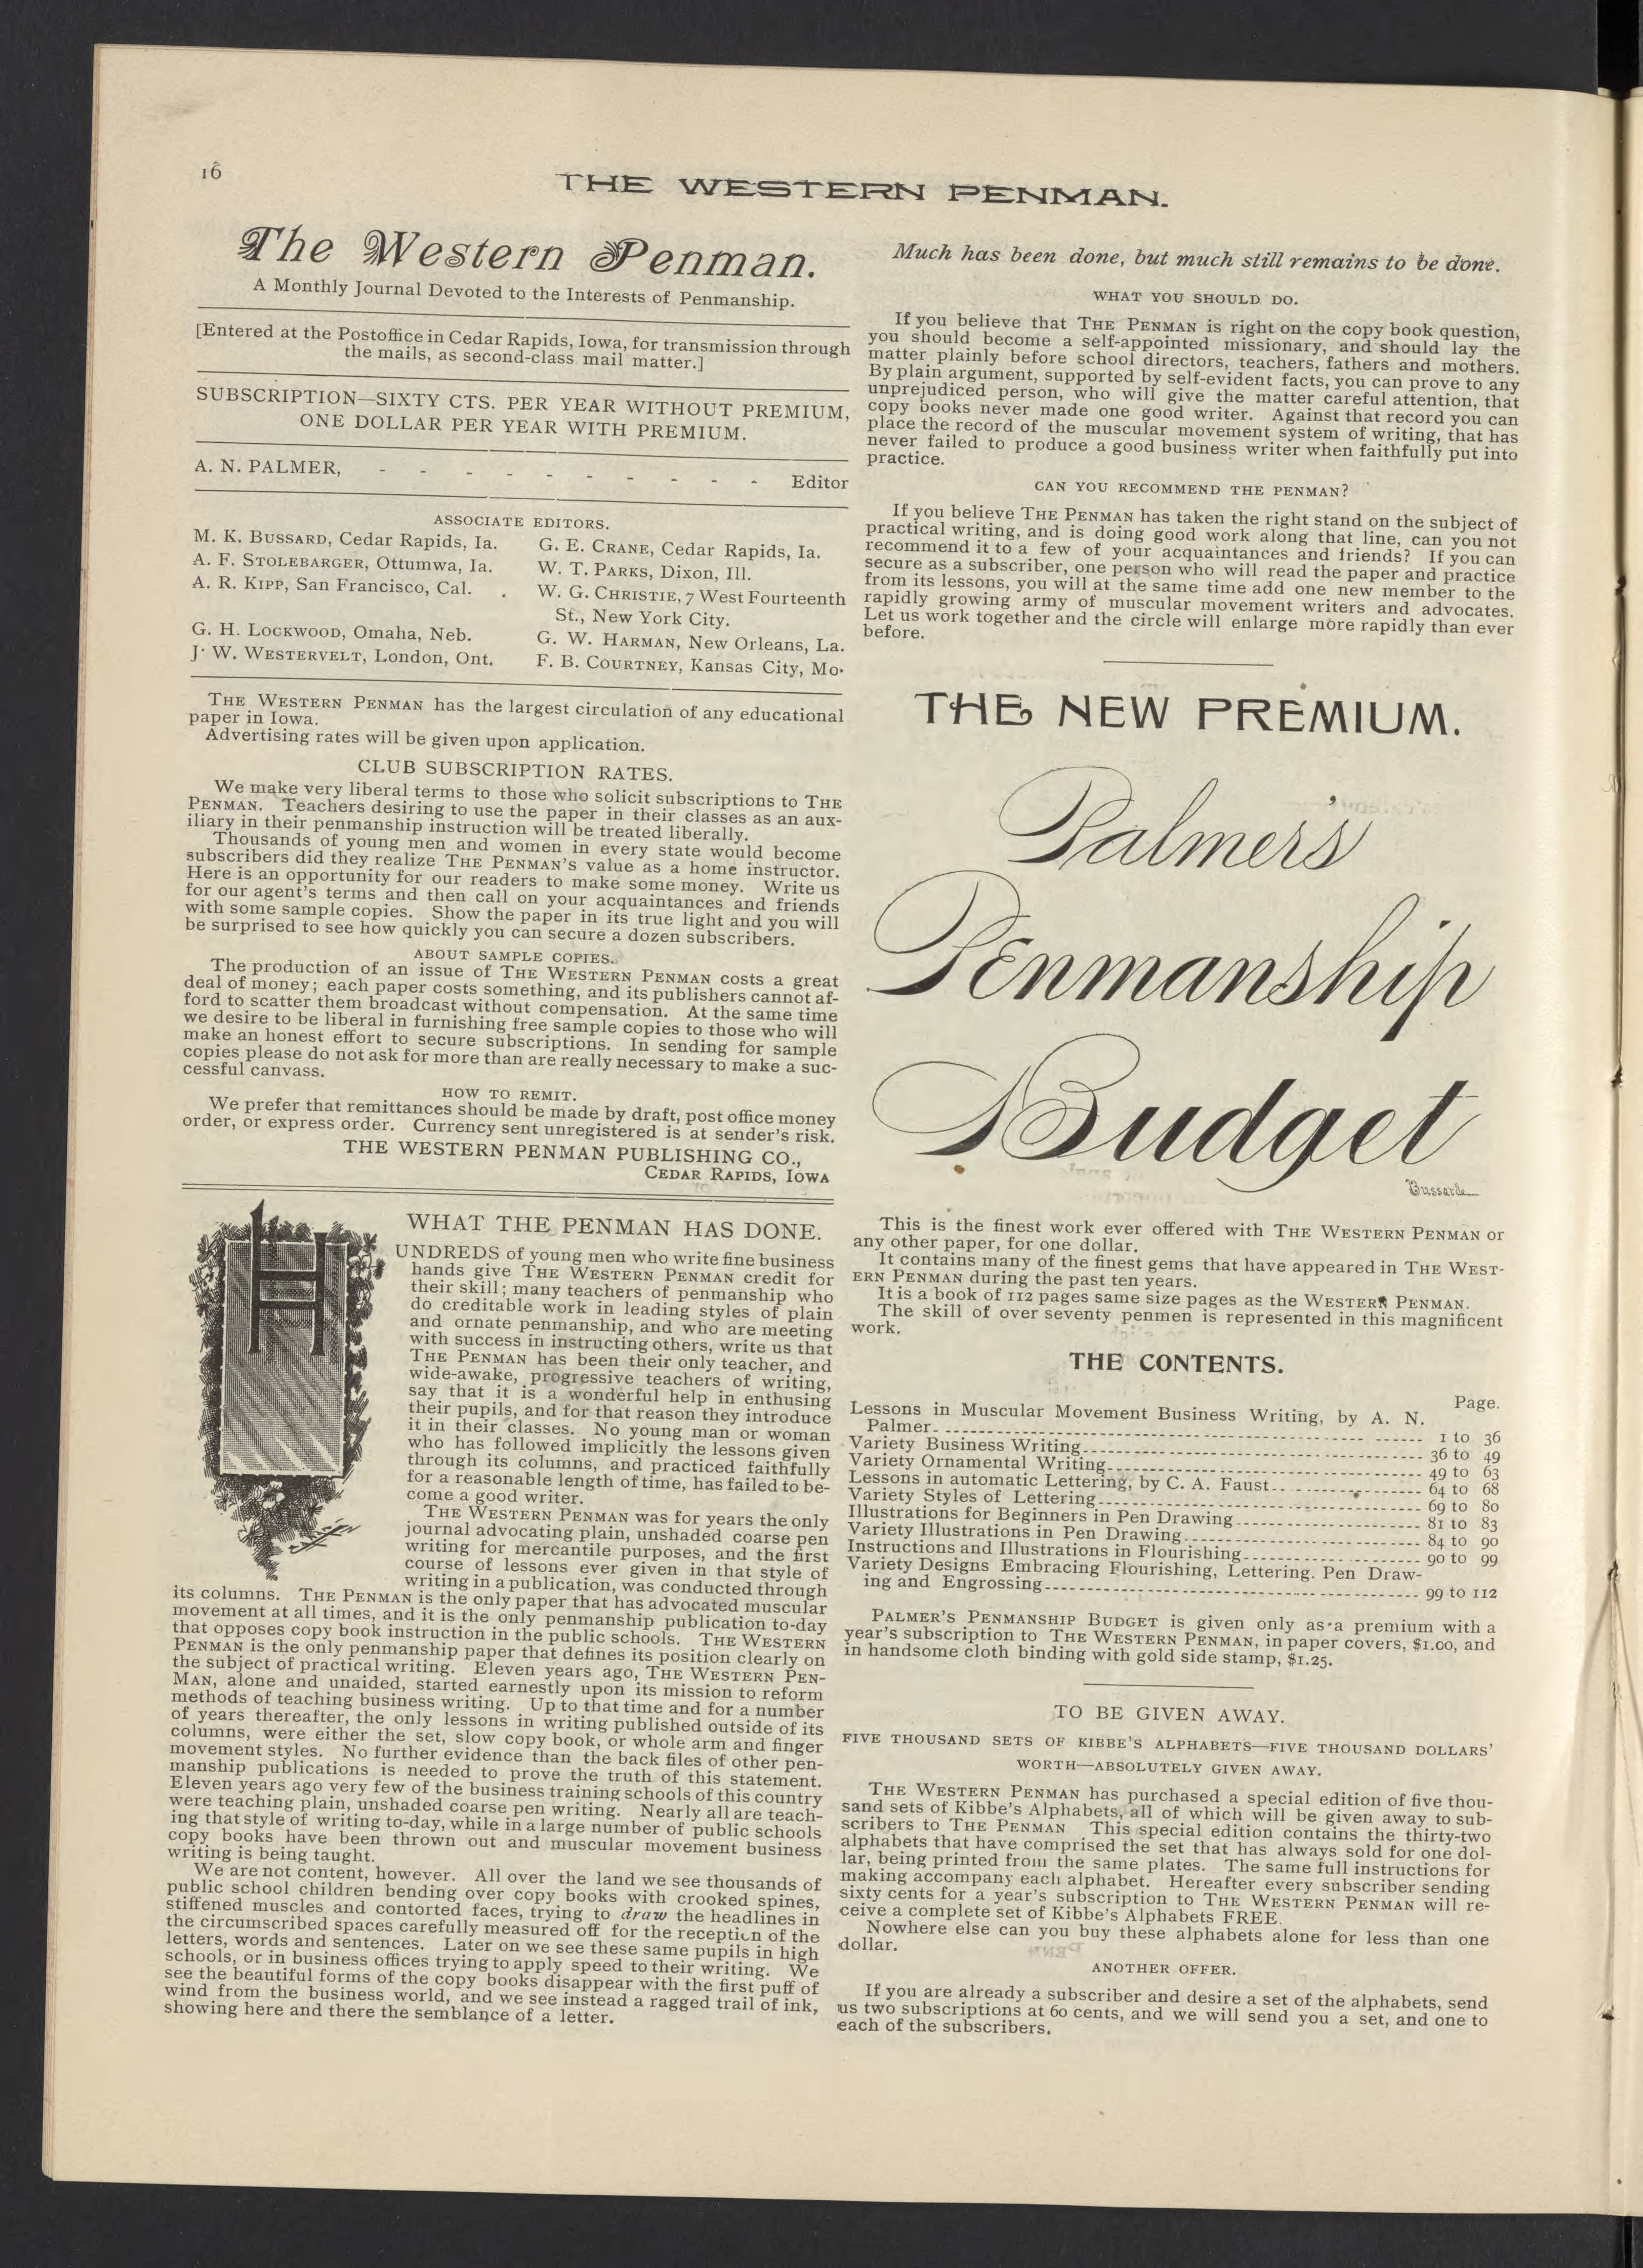 16
THE WESTERN PENMAN.
The Western Penman.
A Monthly Journal Devoted to the Interests of Penmanship.
[Entered at the Postoffice in Cedar Rapids, Iowa, for transmission through
the mails, as second-class mail matter.]
SUBSCRIPTION—SIXTY CTS. PER YEAR WITHOUT PREMIUM,
ONE DOLLAR PER YEAR WITH PREMIUM.
A. N. PALMER, - - - - - - - - - - Editor
ASSOCIATE EDITORS.
M. K. BUSSARD, Cedar Rapids, Ia.
A. F. STOLEBARGER, Ottumwa, Ia.
A. R. KIPP, San Francisco, Cal.
G. H. LOCKWOOD, Omaha, Neb.
J. W. WESTERVELT, London, Ont.
G. E. CRANE, Cedar Rapids, Ia.
W. T. PARKS, Dixon, Ill.
W. G. CHRISTIE, 7 West Fourteenth
St., New York City.
G. W. HARMAN, New Orleans, La.
F. B. COURTNEY, Kansas City, Mo.
THE WESTERN PENMAN has the largest circulation of any educational
paper in Iowa.
Advertising rates will be given upon application.
CLUB SUBSCRIPTION RATES.
We make very liberal terms to those who solicit subscriptions to THE
PENMAN. Teachers desiring to use the paper in their classes as an aux-
iliary in their penmanship instruction will be treated liberally.
Thousands of young men and women in every state would become
subscribers did they realize THE PENMAN'S value as a home instructor.
Here is an opportunity for our readers to make some money. Write us
for our agent's terms and then call on your acquaintances and friends
with some sample copies. Show the paper in its true light and you will
be surprised to see how quickly you can secure a dozen subscribers.
ABOUT SAMPLE COPIES.
The production of an issue of THE WESTERN PENMAN costs a great
deal of money; each paper costs something, and its publishers cannot af-
ford to scatter them broadcast without compensation. At the same time
we desire to be liberal in furnishing free sample copies to those who will
make an honest effort to secure subscriptions. In sending for sample
copies please do not ask for more than are really necessary to make a suc-
cessful canvass.
HOW TO REMIT.
We prefer that remittances should be made by draft, post office money
order, or express order. Currency sent unregistered is at sender's risk.
THE WESTERN PENMAN PUBLISHING CO.,
CEDAR RAPIDS, IOWA
WHAT THE PENMAN HAS DONE.
HUNDREDS of young men who write fine business
hands give THE WESTERN PENMAN credit for
their skill; many teachers of penmanship who
do creditable work in leading styles of plain
and ornate penmanship, and who are meeting
with success in instructing others, write us that
THE PENMAN has been their only teacher, and
wide-awake, progressive teachers of writing,
say that it is a wonderful help in enthusing
their pupils, and for that reason they introduce
it in their classes. No young man or woman
who has followed implicitly the lessons given
through its columns, and practiced faithfully
for a reasonable length of time, has failed to be-
come a good writer.
THE WESTERN PENMAN was for years the only
journal advocating plain, unshaded coarse pen
writing for mercantile purposes, and the first
course of lessons ever given in that style of
writing in a publication, was conducted through
its columns. THE PENMAN is the only paper that has advocated muscular
movement at all times, and it is the only penmanship publication to-day
that opposes copy book instruction in the public schools. THE WESTERN
PENMAN is the only penmanship paper that defines its position clearly on
the subject of practical writing. Eleven years ago, THE WESTERN PEN-
MAN, alone and unaided, started earnestly upon its mission to reform
methods of teaching business writing. Up to that time and for a number
of years thereafter, the only lessons in writing published outside of its
columns, were either the set, slow copy book, or whole arm and finger
movement styles. No further evidence than the back files of other pen-
manship publications is needed to prove the truth of this statement.
Eleven years ago very few of the business training schools of this country
were teaching plain, unshaded coarse pen writing. Nearly all are teach-
ing that style of writing to-day, while in a large number of public schools
copy books have been thrown out and muscular movement business
writing is being taught.
We are not content, however. All over the land we see thousands of
public school children bending over copy books with crooked spines,
stiffened muscles and contorted faces, trying to draw the headlines in
the circumscribed spaces carefully measured off for the reception of the
letters, words and sentences. Later on we see these same pupils in high
schools, or in business offices trying to apply speed to their writing. We
see the beautiful forms of the copy books disappear with the first puff of
wind from the business world, and we see instead a ragged trail of ink,
showing here and there the semblance of a letter.
Much has been done, but much still remains to be done.
WHAT YOU SHOULD DO.
If you believe that THE PENMAN is right on the copy book question,
you should become a self-appointed missionary, and should lay the
matter plainly before school directors, teachers, fathers and mothers.
By plain argument, supported by self-evident facts, you can prove to any
unprejudiced person, who will give the matter careful attention, that
copy books never made one good writer. Against that record you can
place the record of the muscular movement system of writing, that has
never failed to produce a good business writer when faithfully put into
practice.
CAN YOU RECOMMEND THE PENMAN?
If you believe THE PENMAN has taken the right stand on the subject of
practical writing, and is doing good work along that line, can you not
recommend it to a few of your acquaintances and friends? If you can
secure as a subscriber, one person who will read the paper and practice
from its lessons, you will at the same time add one new member to the
rapidly growing army of muscular movement writers and advocates.
Let us work together and the circle will enlarge more rapidly than ever
before.
THE NEW PREMIUM.
Palmer's
Penmanship
Budget
Bussard
This is the finest work ever offered with THE WESTERN PENMAN or
any other paper, for one dollar.
It contains many of the finest gems that have appeared in THE WEST-
ERN PENMAN during the past ten years.
It is a book of 112 pages same size pages as the WESTERN PENMAN.
The skill of over seventy penmen is represented in this magnificent
work.
THE CONTENTS.
Page.
Lessons in Muscular Movement Business Writing, by A. N.
Palmer 1 to 36
Variety Business Writing 36 to 49
Variety Ornamental Writing 49 to 63
Lessons in automatic Lettering, by C. A. Faust 64 to 68
Variety Styles of Lettering 69 to 80
Illustrations for Beginners in Pen Drawing 81 to 83
Variety Illustrations in Pen Drawing 84 to 90
Instructions and Illustrations in Flourishing 90 to 99
Variety Designs Embracing Flourishing, Lettering. Pen Draw-
ing and Engrossing 99 to 112
PALMER'S PENMANSHIP BUDGET is given only as a premium with a
year's subscription to THE WESTERN PENMAN, in paper covers, $1.00, and
in handsome cloth binding with gold side stamp, $1.25.
TO BE GIVEN AWAY.
FIVE THOUSAND SETS OF KIBBE'S ALPHABETS—FIVE THOUSAND DOLLARS'
WORTH—ABSOLUTELY GIVEN AWAY.
THE WESTERN PENMAN has purchased a special edition of five thou-
sand sets of Kibbe's Alphabets, all of which will be given away to sub-
scribers to THE PENMAN This special edition contains the thirty-two
alphabets that have comprised the set that has always sold for one dol-
lar, being printed from the same plates. The same full instructions for
making accompany each alphabet. Hereafter every subscriber sending
sixty cents for a year's subscription to THE WESTERN PENMAN will re-
ceive a complete set of Kibbe's Alphabets FREE.
Nowhere else can you buy these alphabets alone for less than one
dollar.
ANOTHER OFFER.
If you are already a subscriber and desire a set of the alphabets, send
us two subscriptions at 60 cents, and we will send you a set, and one to
each of the subscribers.